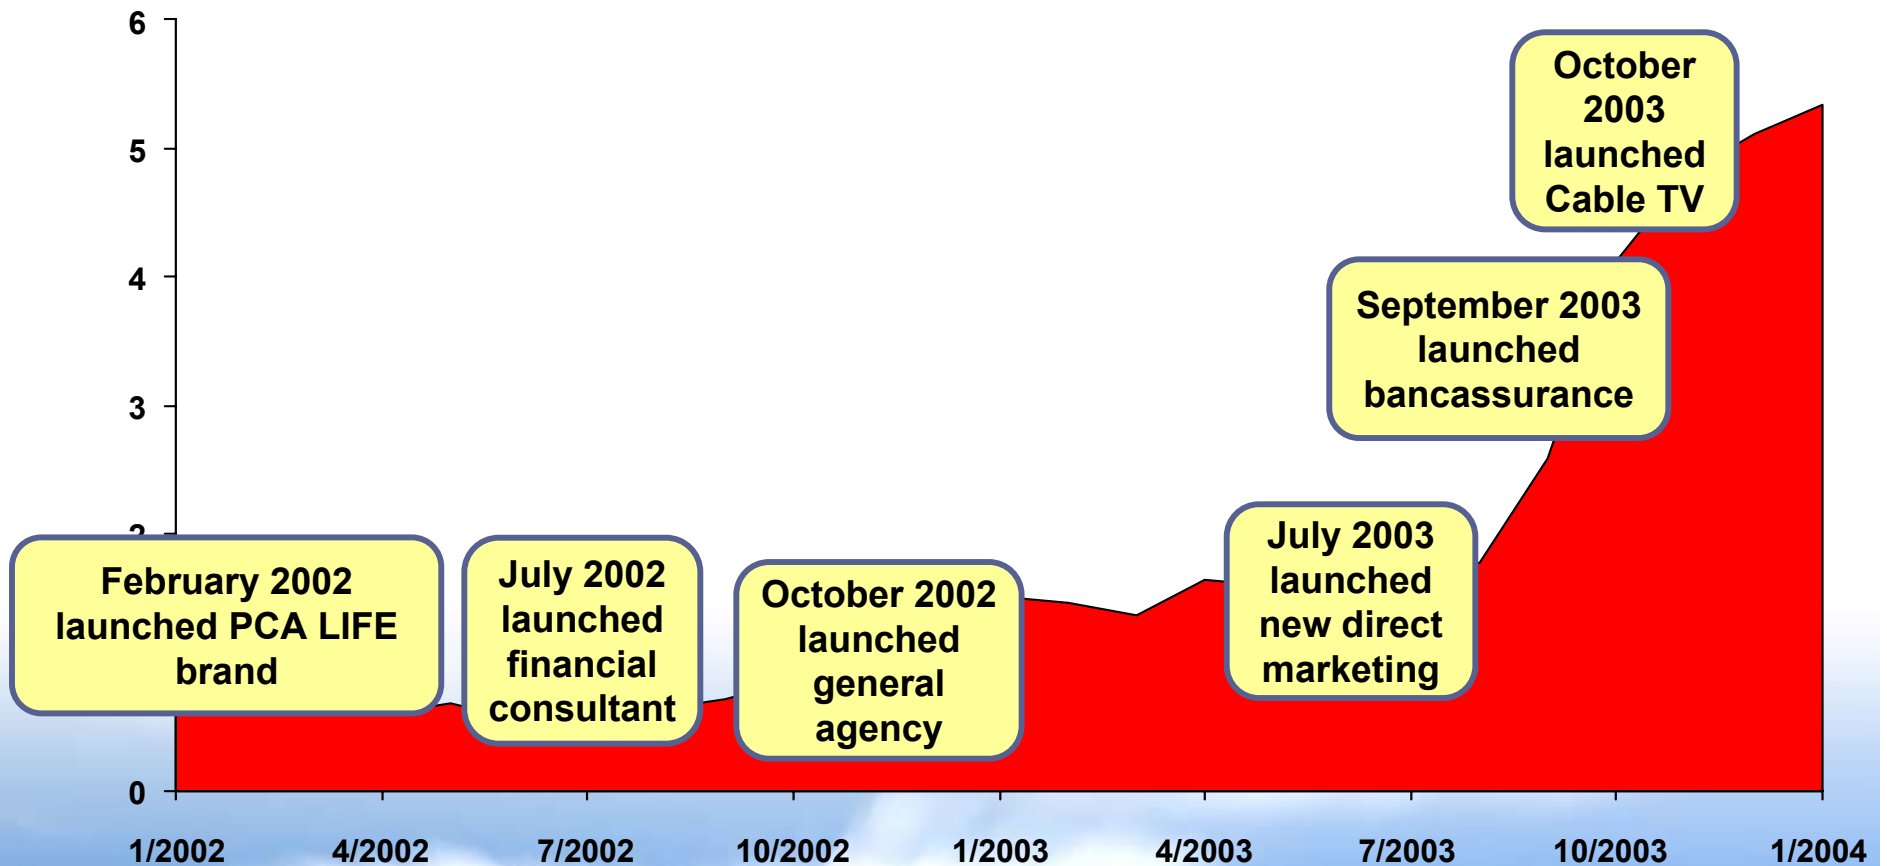 6
5
4
3
2
0
October
2003
launched
Cable TV
September 2003
launched
bancassurance
July 2003
launched
new direct
marketing
February 2002
launched PCA LIFE
brand
July 2002
launched
financial
consultant
October 2002
launched
general
agency
1/2002 4/2002 7/2002 10/2002 1/2003 4/2003 7/2003 10/2003 1/2004